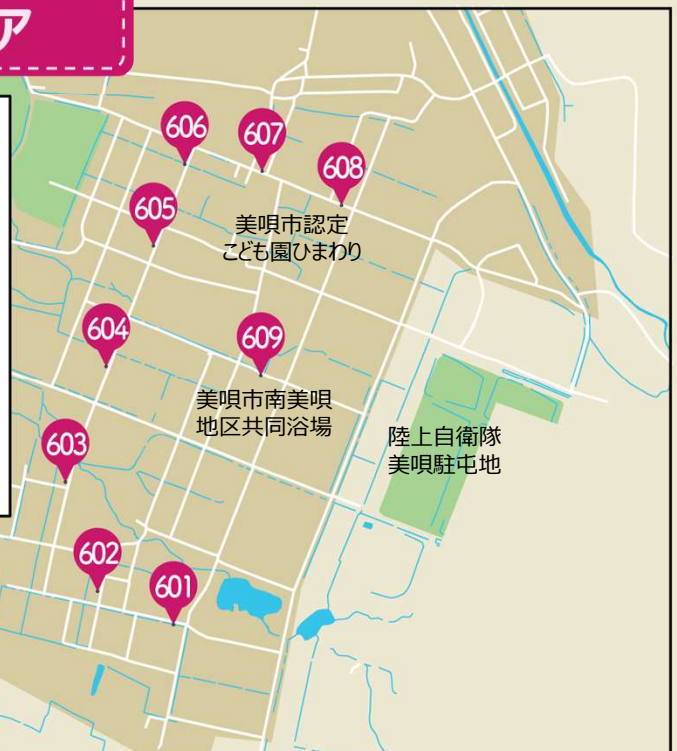 ア
606
607
608
605
美唄市認定
こども園ひまわり
604
609
美唄市南美唄
地区共同浴場
陸上自衛隊
美唄駐屯地
603
602
601